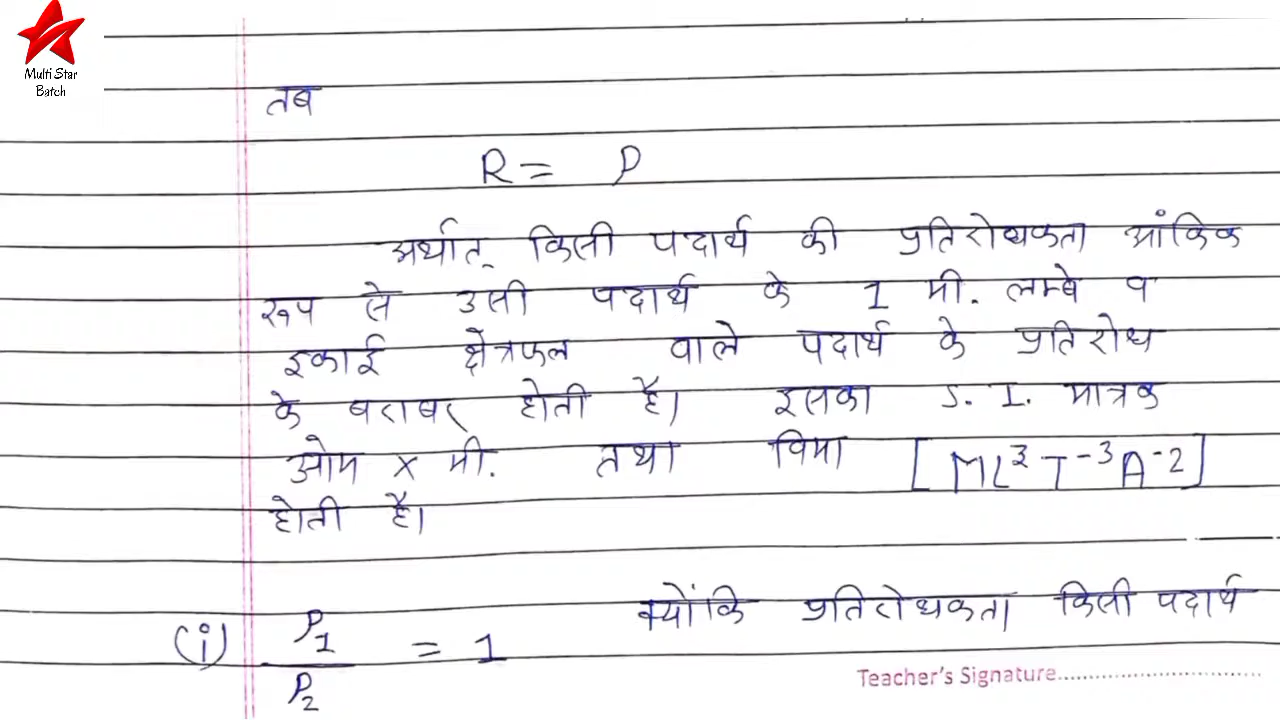 Multi Star
Batch
तब
R = ρ
अर्थात् किसी पदार्थ की प्रतिरोधकता आंकिक
रूप से उसी पदार्थ के 1 मी. लम्बे व
इकाई क्षेत्रफल वाले पदार्थ के प्रतिरोध
के बराबर होती है। इसका S. I. मात्रक
ओम × मी. तथा विमा [ML³T⁻³A⁻²]
होती है।
क्योंकि प्रतिरोधकता किसी पदार्थ
(i) ρ₁/ρ₂ = 1
Teacher's Signature